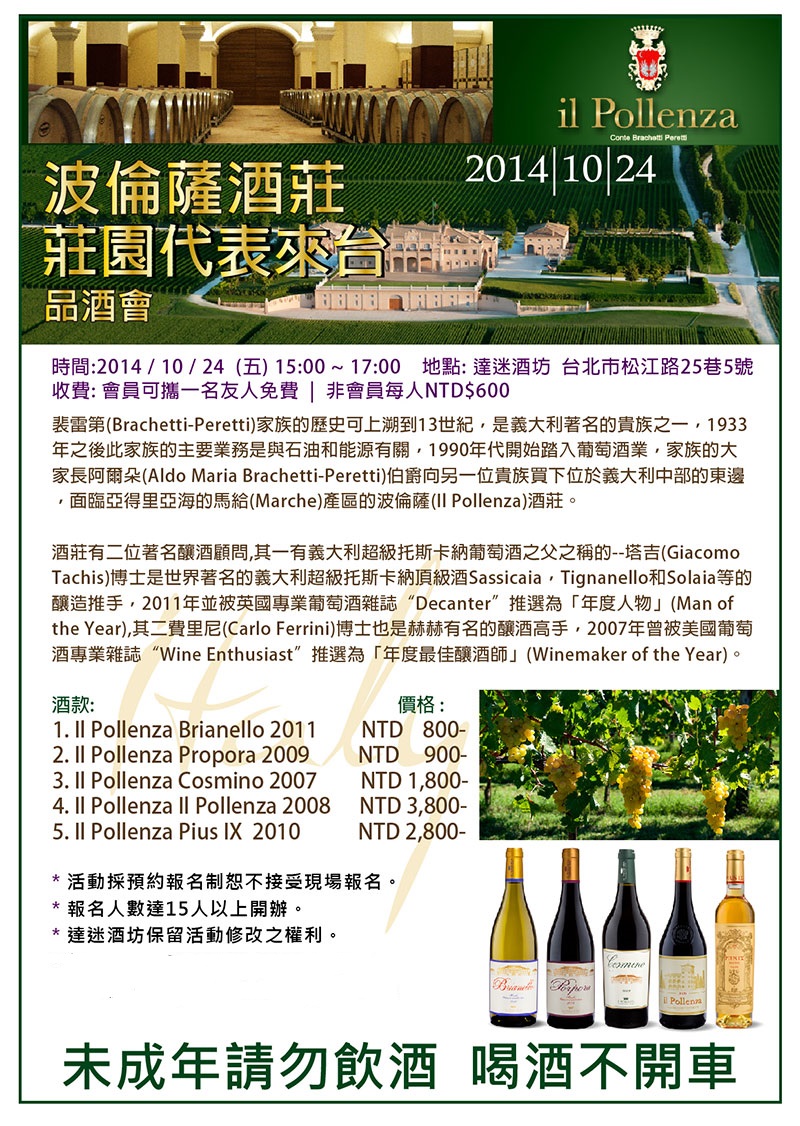 il Pollenza
Conte Brachetti Peretti
2014|10|24
波倫薩酒莊
莊園代表來台
品酒會
時間:2014 / 10 / 24 (五) 15:00 ~ 17:00 地點: 達迷酒坊 台北市松江路25巷5號
收費: 會員可攜一名友人免費 | 非會員每人NTD$600
裴雷第(Brachetti-Peretti)家族的歷史可上溯到13世紀，是義大利著名的貴族之一，1933
年之後此家族的主要業務是與石油和能源有關，1990年代開始踏入葡萄酒業，家族的大
家長阿爾朵(Aldo Maria Brachetti-Peretti)伯爵向另一位貴族買下位於義大利中部的東邊
，面臨亞得里亞海的馬給(Marche)產區的波倫薩(Il Pollenza)酒莊。
酒莊有二位著名釀酒顧問,其一有義大利超級托斯卡納葡萄酒之父之稱的--塔吉(Giacomo
Tachis)博士是世界著名的義大利超級托斯卡納頂級酒Sassicaia，Tignanello和Solaia等的
釀造推手，2011年並被英國專業葡萄酒雜誌“Decanter”推選為「年度人物」(Man of
the Year),其二費里尼(Carlo Ferrini)博士也是赫赫有名的釀酒高手，2007年曾被美國葡萄
酒專業雜誌“Wine Enthusiast”推選為「年度最佳釀酒師」(Winemaker of the Year)。
Italy
酒款: 價格 :
1. Il Pollenza Brianello 2011 NTD 800-
2. Il Pollenza Propora 2009 NTD 900-
3. Il Pollenza Cosmino 2007 NTD 1,800-
4. Il Pollenza Il Pollenza 2008 NTD 3,800-
5. Il Pollenza Pius IX 2010 NTD 2,800-
* 活動採預約報名制恕不接受現場報名。
* 報名人數達15人以上開辦。
* 達迷酒坊保留活動修改之權利。
Brianello
Porpora
Cosmino
il Pollenza
未成年請勿飲酒 喝酒不開車